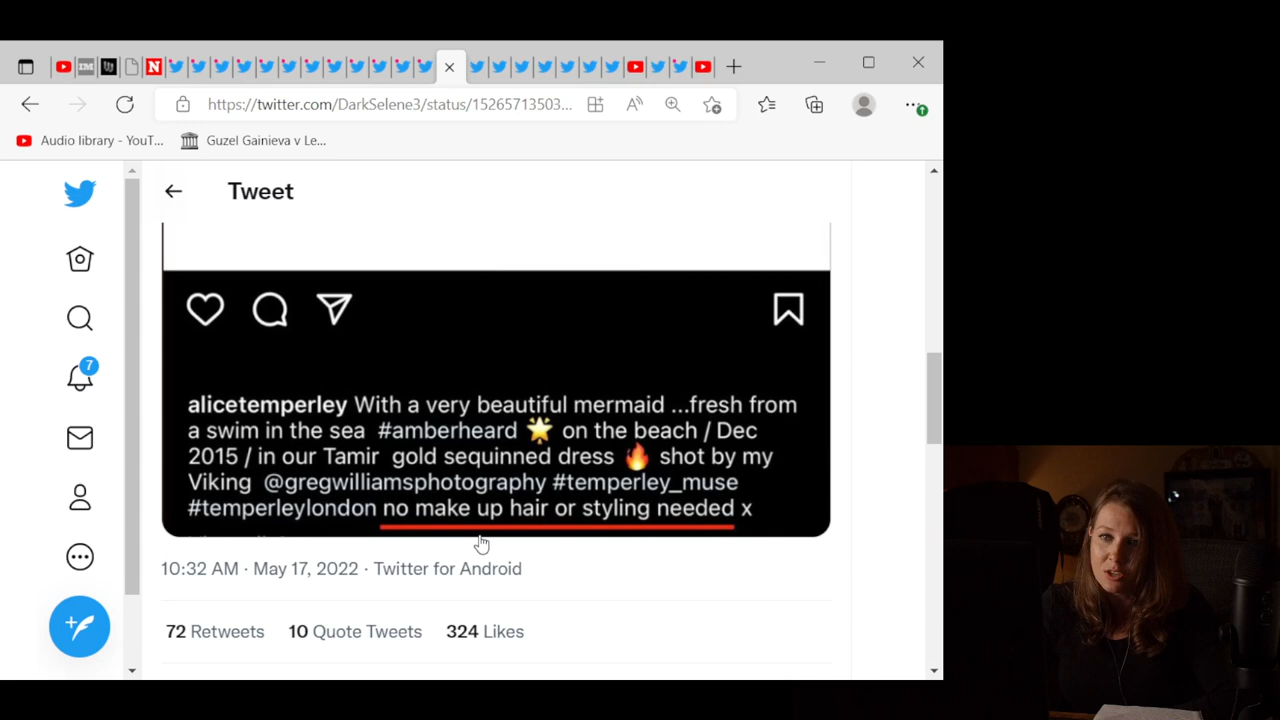 IM
N
https://twitter.com/DarkSelene3/status/15265713503...
Audio library - YouT...
Guzel Gainieva v Le...
Tweet
7
alicetemperley With a very beautiful mermaid ...fresh from
a swim in the sea #amberheard 🌟 on the beach / Dec
2015 / in our Tamir gold sequinned dress 🔥 shot by my
Viking @gregwilliamsphotography #temperley_muse
#temperleylondon no make up hair or styling needed x
10:32 AM · May 17, 2022 · Twitter for Android
72 Retweets 10 Quote Tweets 324 Likes